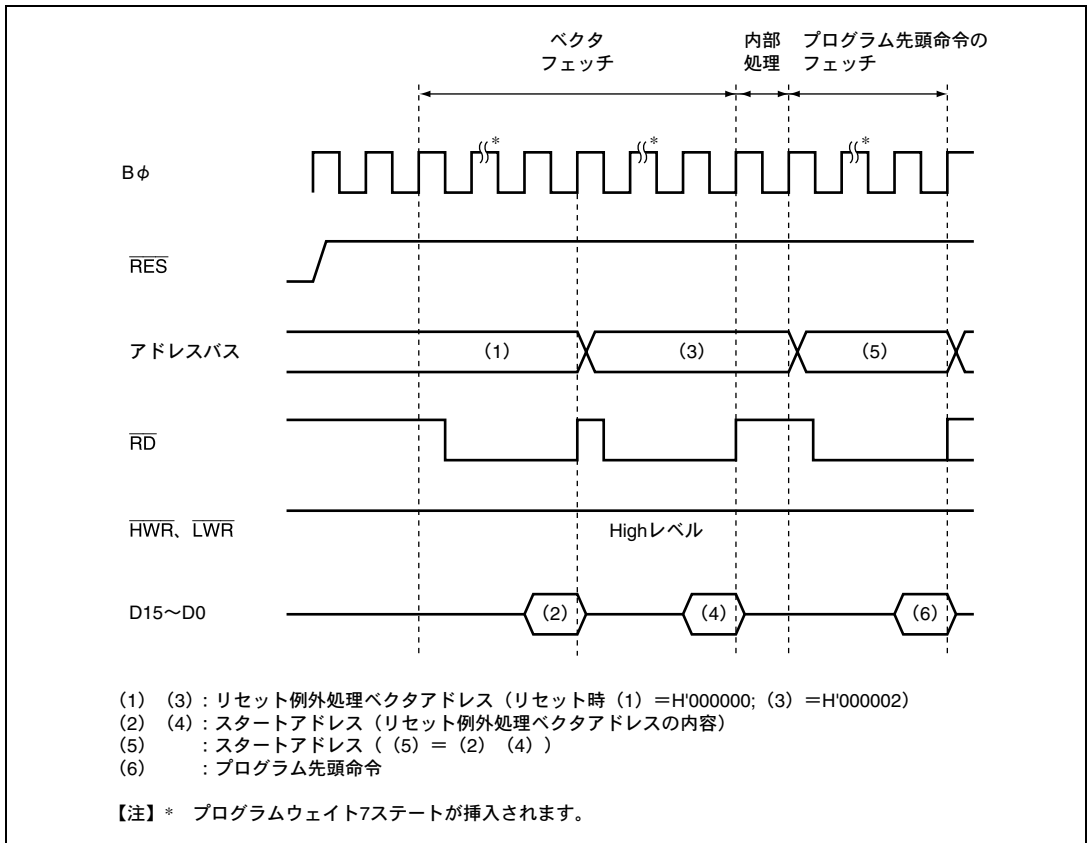 ベクタ
フェッチ
内部
処理
プログラム先頭命令の
フェッチ
Bφ
*
*
*
RES
アドレスバス
(1)
(3)
(5)
RD
HWR、LWR
Highレベル
D15〜D0
(2)
(4)
(6)
(1)(3):リセット例外処理ベクタアドレス(リセット時(1)=H'000000;(3)=H'000002)
(2)(4):スタートアドレス(リセット例外処理ベクタアドレスの内容)
(5) :スタートアドレス((5)=(2)(4))
(6) :プログラム先頭命令
【注】* プログラムウェイト7ステートが挿入されます。